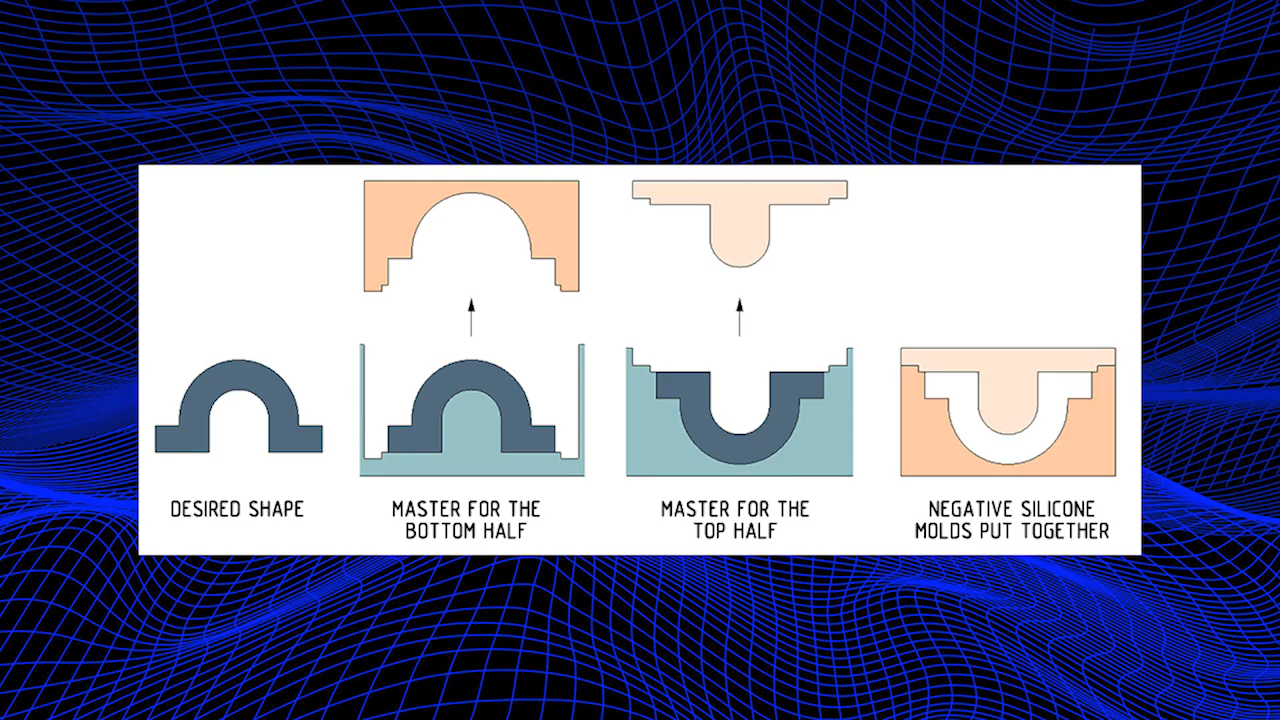 DESIRED SHAPE
MASTER FOR THE
BOTTOM HALF
MASTER FOR THE
TOP HALF
NEGATIVE SILICONE
MOLDS PUT TOGETHER